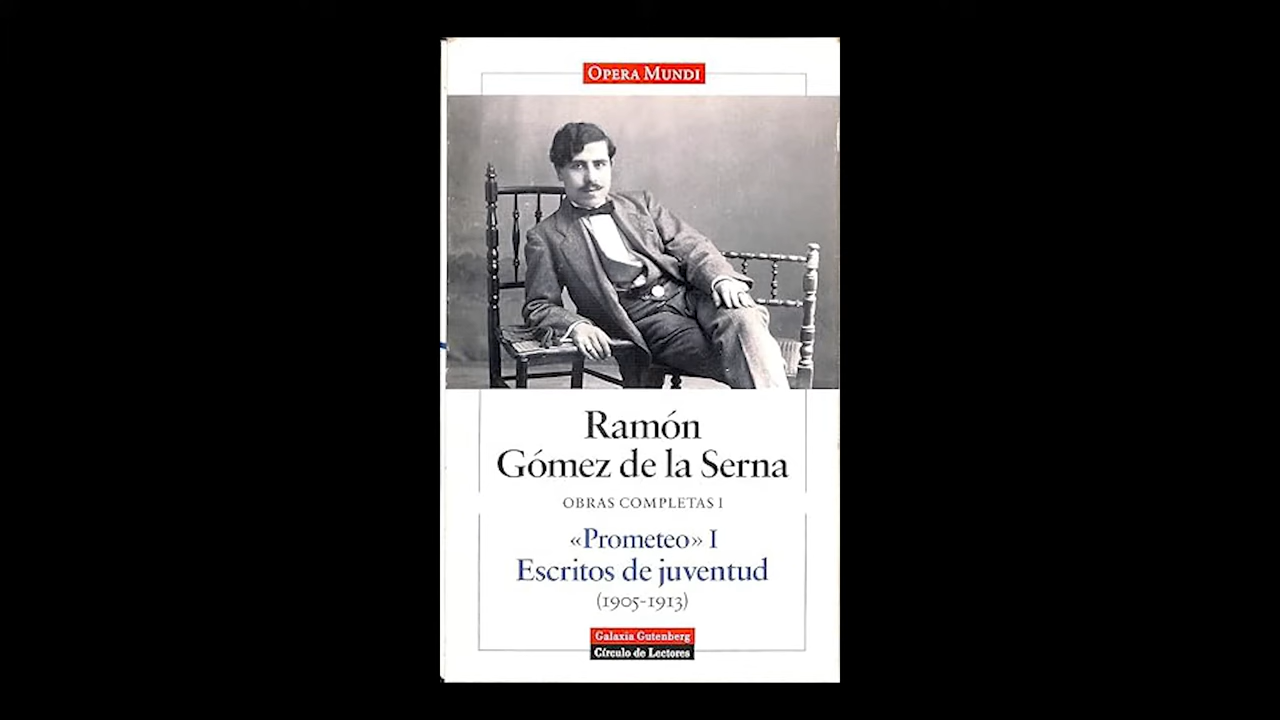 OPERA MUNDI
Ramón
Gómez de la Serna
OBRAS COMPLETAS I
«Prometeo» I
Escritos de juventud
(1905-1913)
Galaxia Gutenberg
Círculo de Lectores